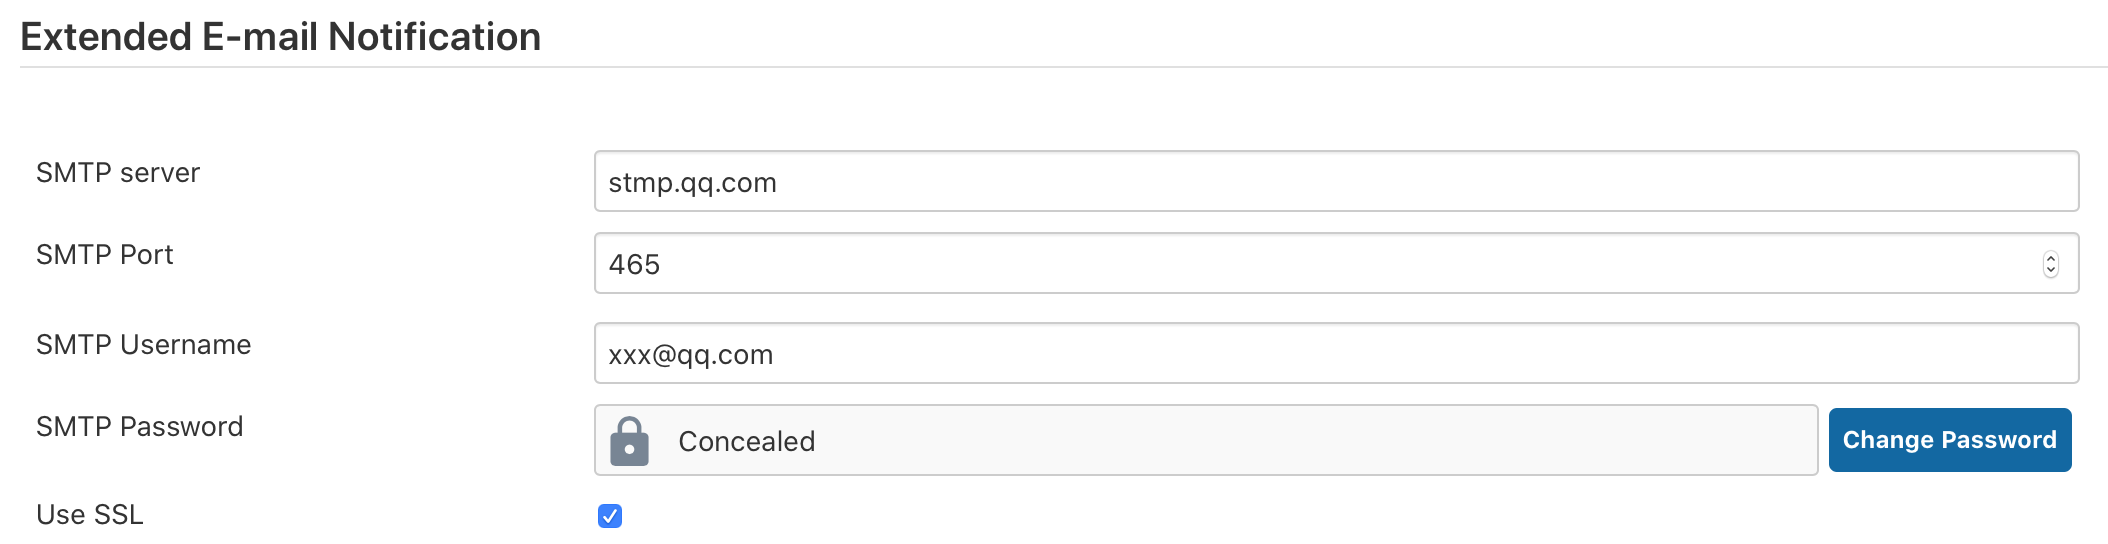 Extended E-mail Notification
SMTP server
stmp.qq.com
SMTP Port
465
SMTP Username
xxx@qq.com
SMTP Password
Concealed
Change Password
Use SSL